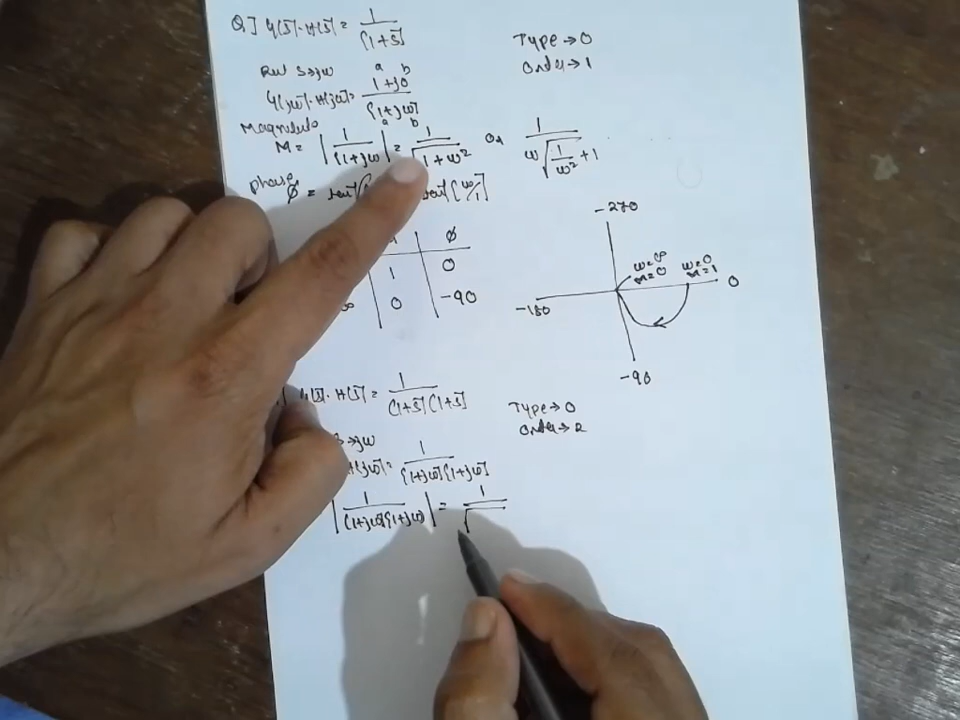 Q] G(s)·H(s) = 1/(1+s)
Type → 0
Order → 1
Put s → jω
a b
G(jω)·H(jω) = 1+j0/(1+jω)
a b
Magnitude
M = |1/(1+jω)| = 1/√1+ω² Or 1/ω√1/ω²+1
Phase
φ = [ω/1]
φ
1 0
∞ 0 -90
-270
ω=∞ M=0
ω=0 M=1
0
-180
-90
G(s)·H(s) = 1/(1+s)(1+s)
Type → 0
Order → 2
s → jω
H(jω) = 1/(1+jω)(1+jω)
|1/(1+jω)(1+jω)| = 1/√